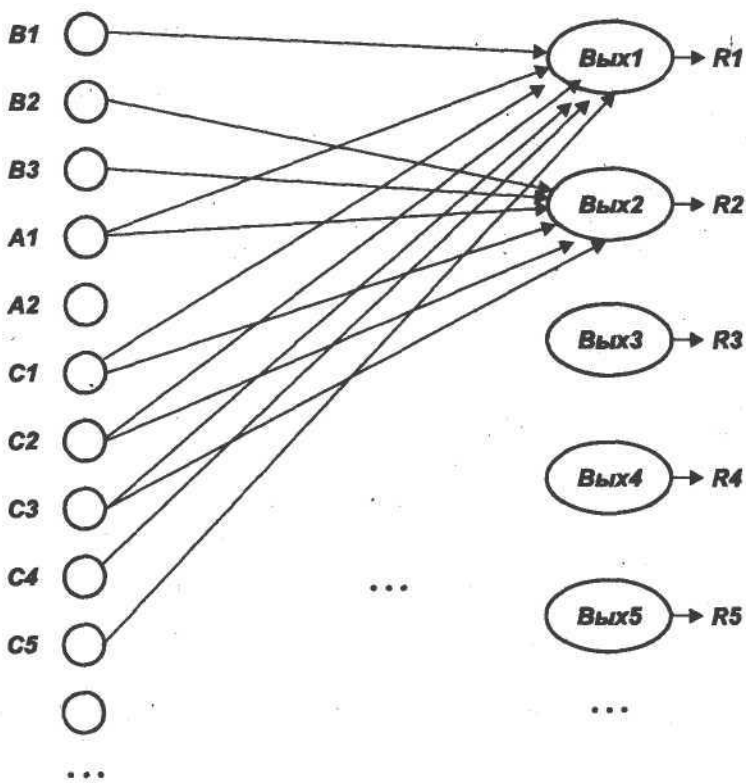 B1
Вых1 R1
B2
B3
Вых2 R2
A1
A2
Вых3 R3
C1
C2
Вых4 R4
C3
C4
...
C5
Вых5 R5
...
...